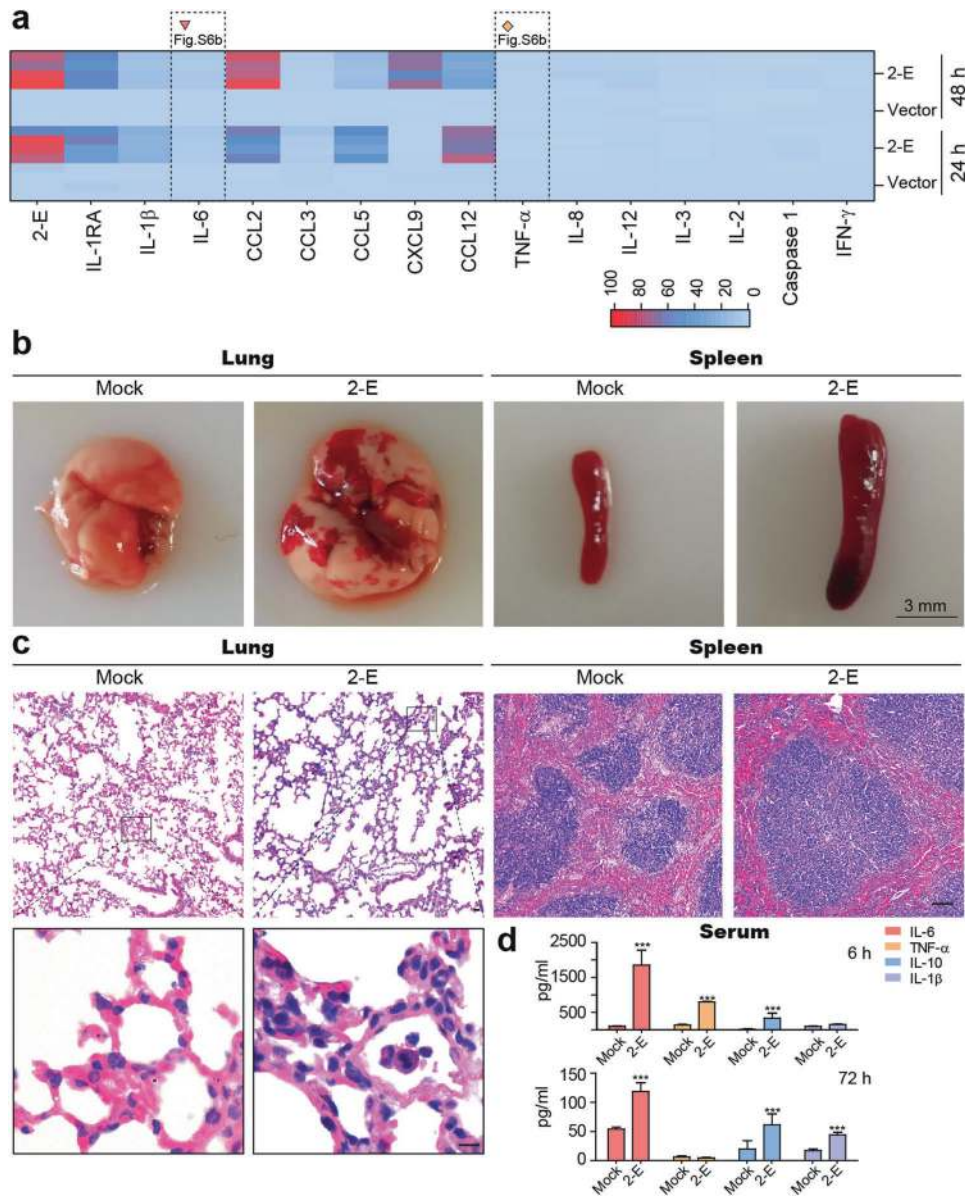 a
Fig.S6b
Fig.S6b
2-E
Vector
48 h
2-E
Vector
24 h
2-E
IL-1RA
IL-1β
IL-6
CCL2
CCL3
CCL5
CXCL9
CCL12
TNF-α
IL-8
IL-12
IL-3
IL-2
Caspase 1
IFN-γ
100
80
60
40
20
0
b
Lung
Spleen
Mock
2-E
Mock
2-E
3 mm
c
Lung
Spleen
Mock
2-E
Mock
2-E
d
Serum
IL-6
TNF-α
IL-10
IL-1β
6 h
pg/ml
2500
1500
500
***
***
***
Mock
2-E
Mock
2-E
Mock
2-E
Mock
2-E
72 h
pg/ml
150
100
50
0
***
***
***
Mock
2-E
Mock
2-E
Mock
2-E
Mock
2-E